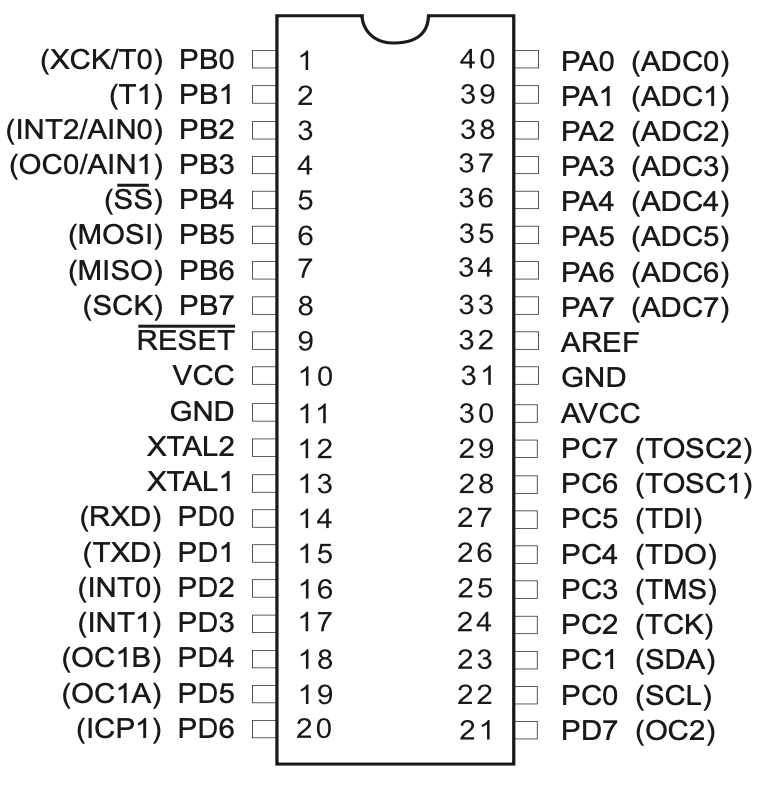 (XCK/T0) PB0 1 40 PA0 (ADC0)
(T1) PB1 2 39 PA1 (ADC1)
(INT2/AIN0) PB2 3 38 PA2 (ADC2)
(OC0/AIN1) PB3 4 37 PA3 (ADC3)
(S̅S̅) PB4 5 36 PA4 (ADC4)
(MOSI) PB5 6 35 PA5 (ADC5)
(MISO) PB6 7 34 PA6 (ADC6)
(SCK) PB7 8 33 PA7 (ADC7)
R̅E̅S̅E̅T̅ 9 32 AREF
VCC 10 31 GND
GND 11 30 AVCC
XTAL2 12 29 PC7 (TOSC2)
XTAL1 13 28 PC6 (TOSC1)
(RXD) PD0 14 27 PC5 (TDI)
(TXD) PD1 15 26 PC4 (TDO)
(INT0) PD2 16 25 PC3 (TMS)
(INT1) PD3 17 24 PC2 (TCK)
(OC1B) PD4 18 23 PC1 (SDA)
(OC1A) PD5 19 22 PC0 (SCL)
(ICP1) PD6 20 21 PD7 (OC2)